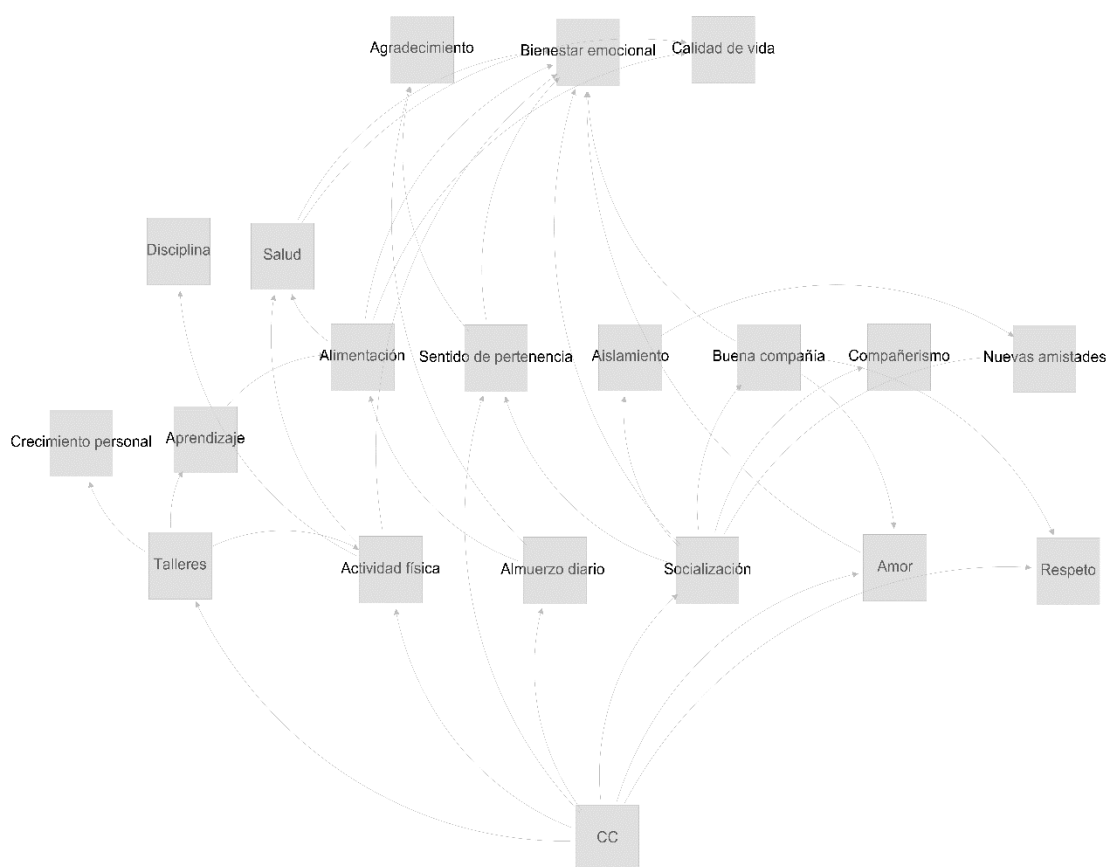 Agradecimiento
Bienestar emocional
Calidad de vida
Disciplina
Salud
Alimentación
Sentido de pertenencia
Aislamiento
Buena compañía
Compañerismo
Nuevas amistades
Crecimiento personal
Aprendizaje
Talleres
Actividad física
Almuerzo diario
Socialización
Amor
Respeto
CC